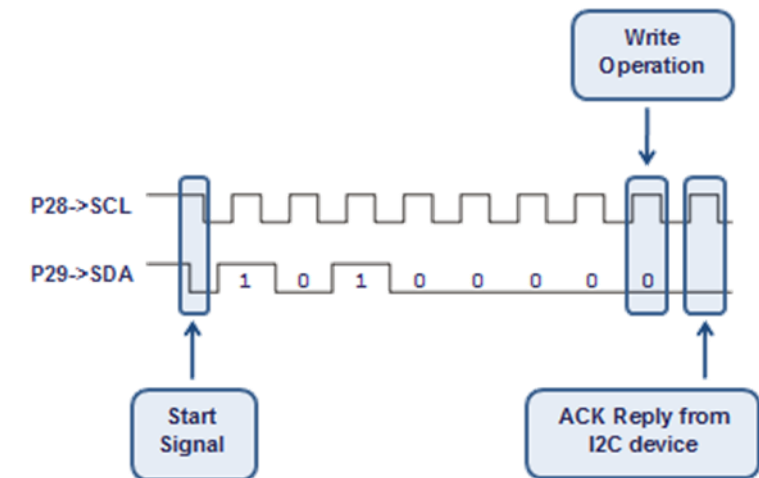 Write
Operation
P28->SCL
P29->SDA
1 0 1 0 0 0 0 0
Start
Signal
ACK Reply from
I2C device